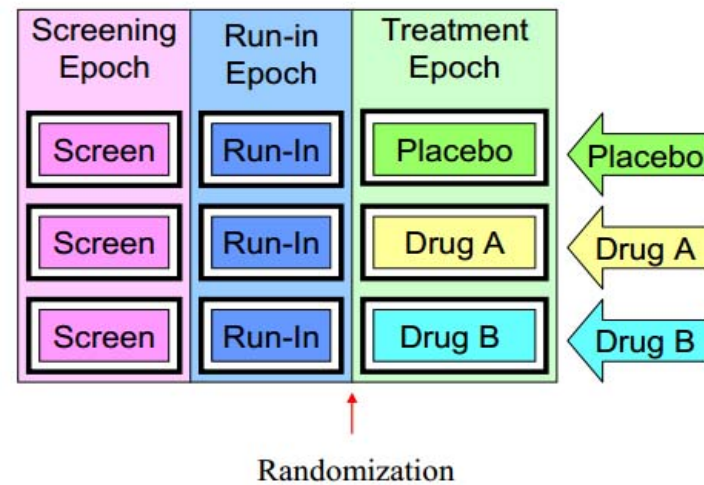 Screening
Epoch
Run-in
Epoch
Treatment
Epoch
Screen
Run-In
Placebo
Placebo
Screen
Run-In
Drug A
Drug A
Screen
Run-In
Drug B
Drug B
Randomization